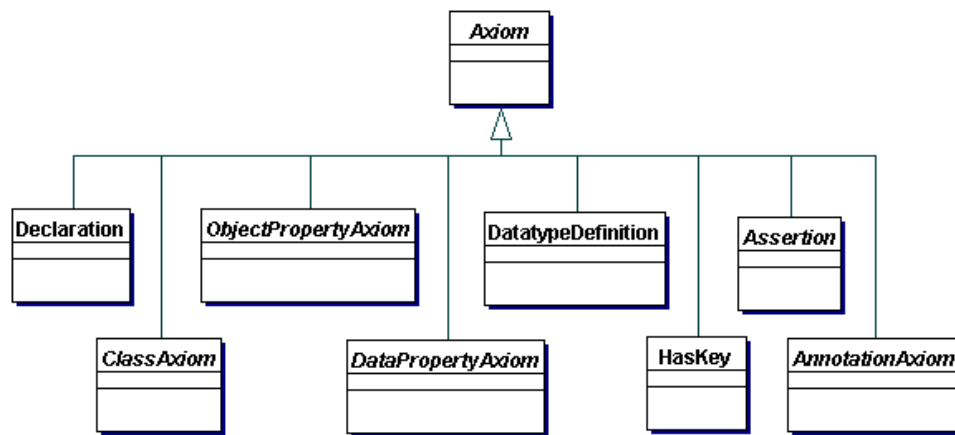 Axiom
Declaration
ObjectPropertyAxiom
DatatypeDefinition
Assertion
ClassAxiom
DataPropertyAxiom
HasKey
AnnotationAxiom